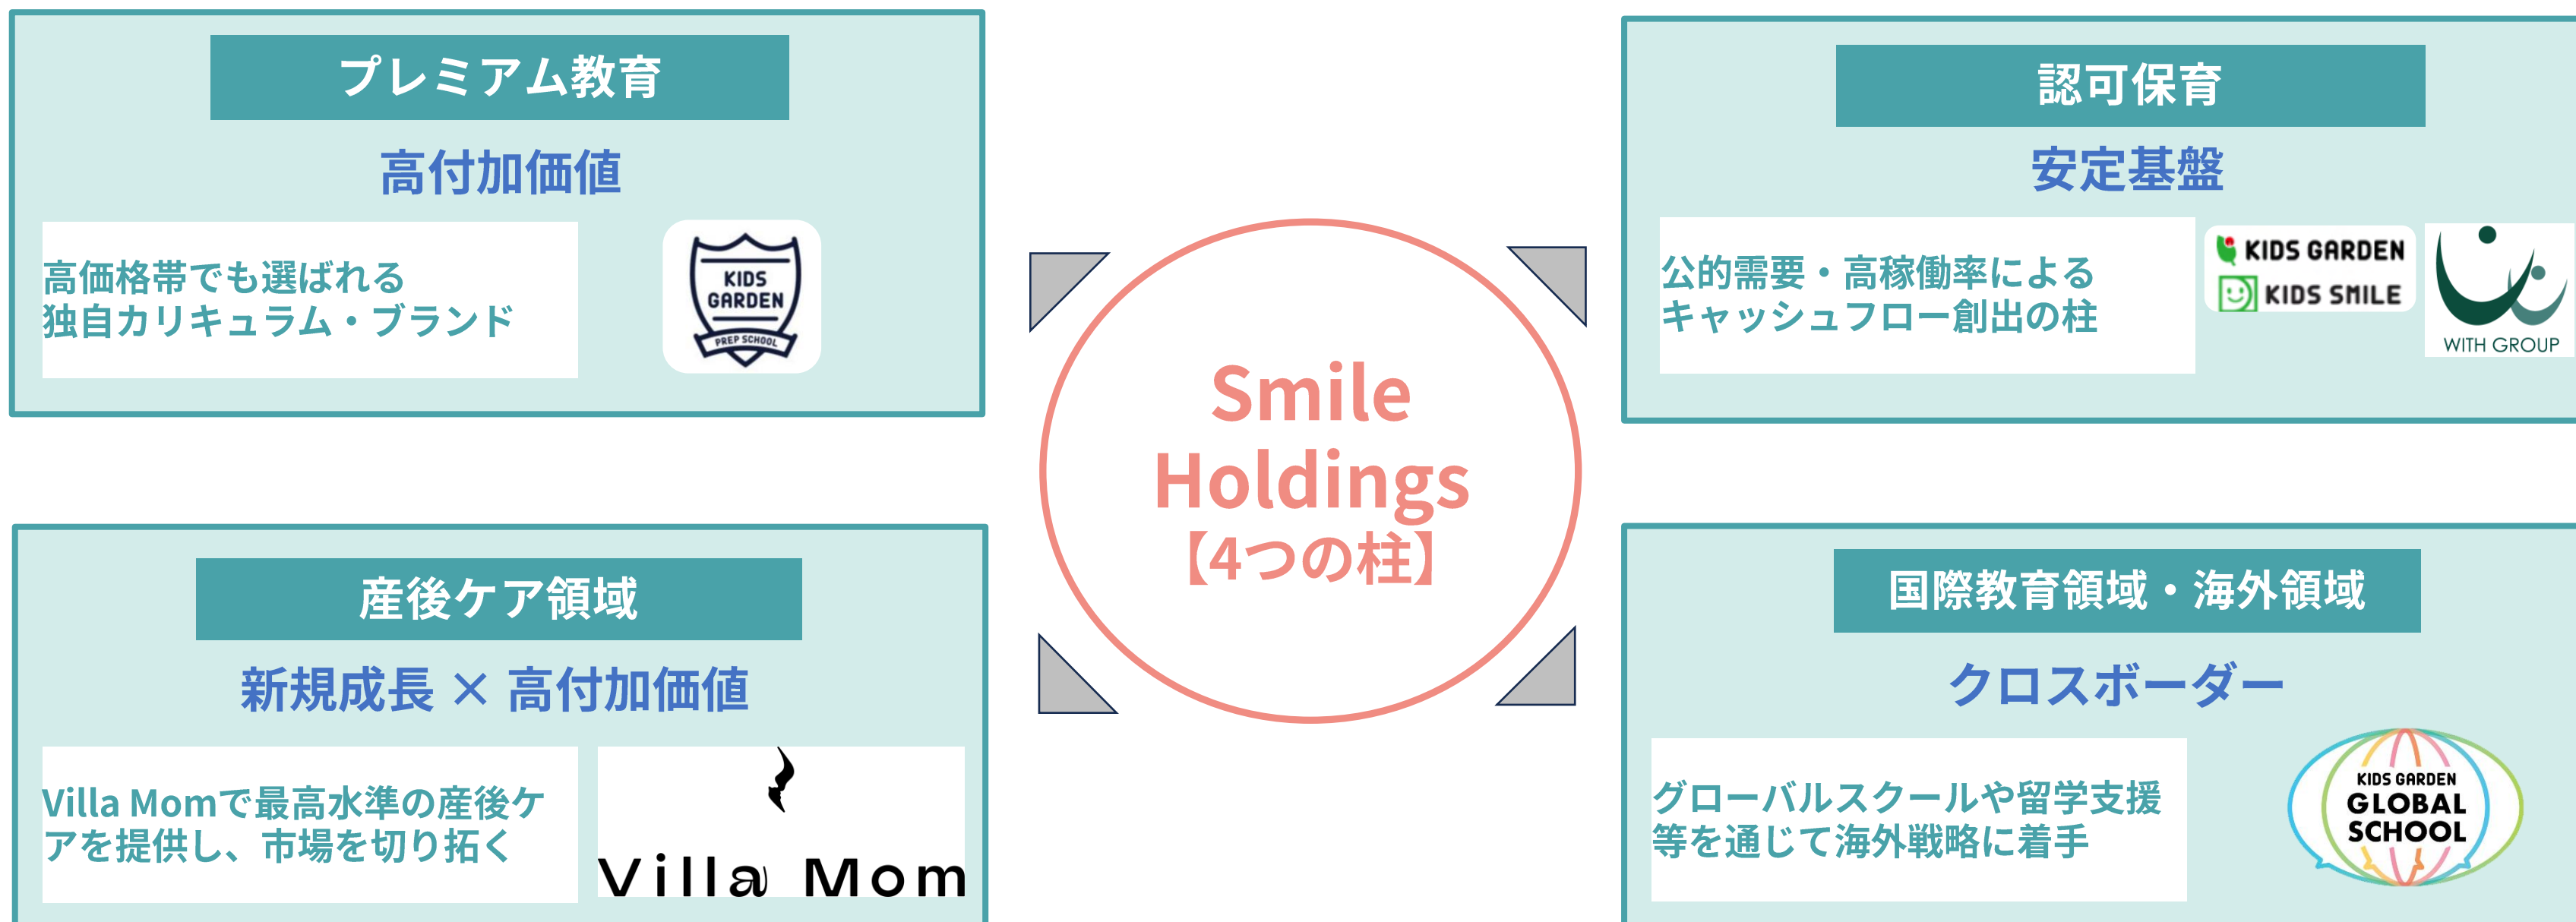 プレミアム教育
高付加価値
高価格帯でも選ばれる
独自カリキュラム・ブランド
KIDS
GARDEN
PREP SCHOOL
認可保育
安定基盤
公的需要・高稼働率による
キャッシュフロー創出の柱
KIDS GARDEN
KIDS SMILE
WITH GROUP
Smile
Holdings
【4つの柱】
産後ケア領域
新規成長 × 高付加価値
Villa Momで最高水準の産後ケ
アを提供し、市場を切り拓く
Villa Mom
国際教育領域・海外領域
クロスボーダー
グローバルスクールや留学支援
等を通じて海外戦略に着手
KIDS GARDEN
GLOBAL
SCHOOL